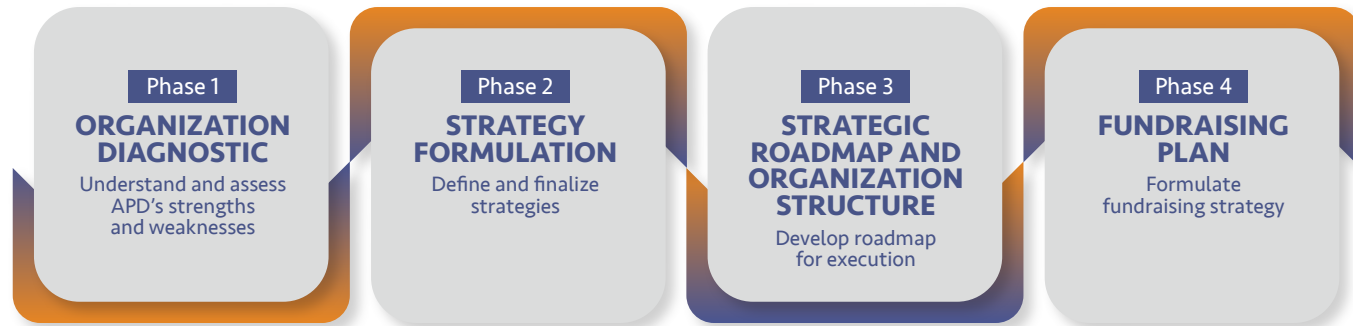 Phase 1
ORGANIZATION
DIAGNOSTIC
Understand and assess
APD’s strengths
and weaknesses
Phase 2
STRATEGY
FORMULATION
Define and finalize
strategies
Phase 3
STRATEGIC
ROADMAP AND
ORGANIZATION
STRUCTURE
Develop roadmap
for execution
Phase 4
FUNDRAISING
PLAN
Formulate
fundraising strategy